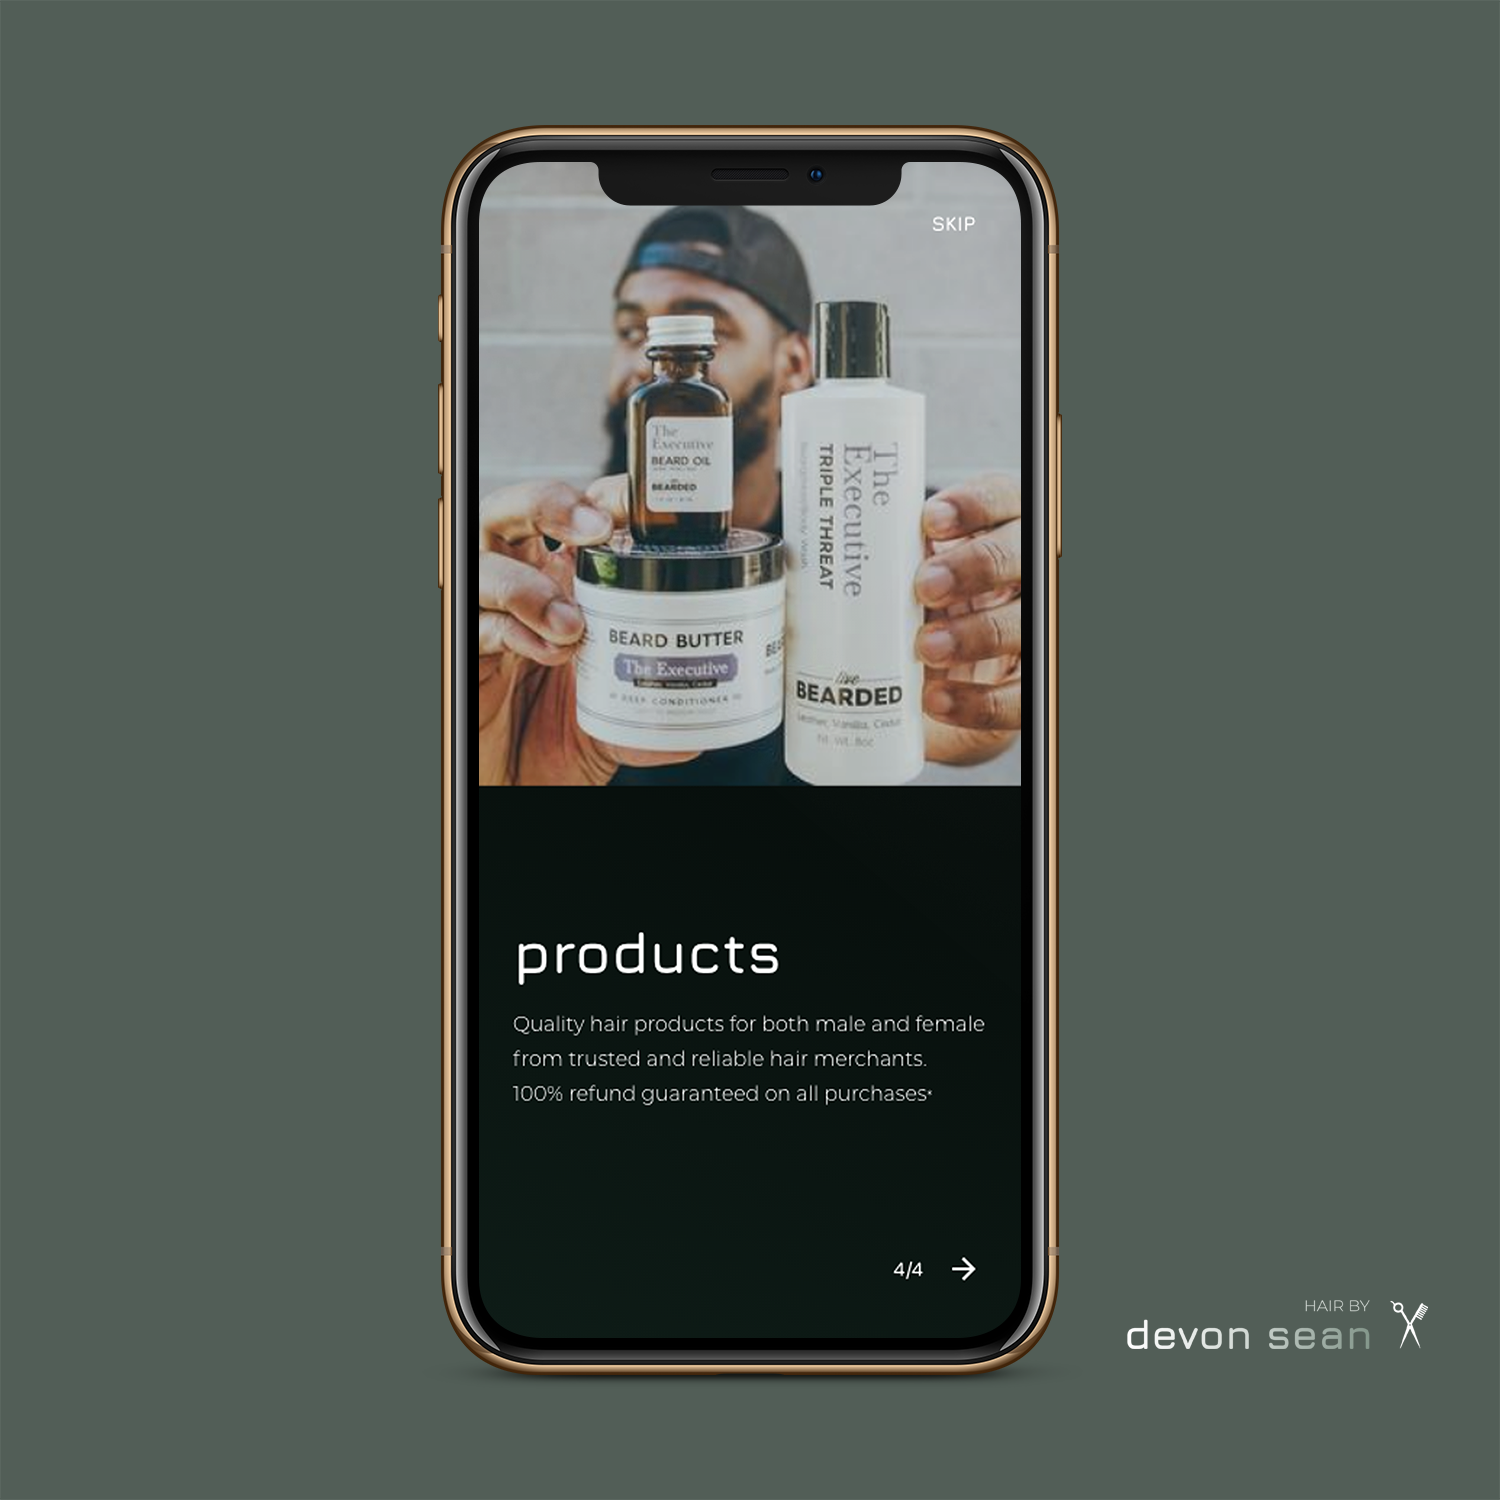 SKIP
The
Executive
BEARD OIL
BEARDED
The
Executive
TRIPLE THREAT
BEARD BUTTER
The Executive
DEEP CONDITIONER
live
BEARDED
Leather, Vanilla, Cedar
Nt. Wt. 8oz
products
Quality hair products for both male and female
from trusted and reliable hair merchants.
100% refund guaranteed on all purchases*
4/4
HAIR BY
devon sean